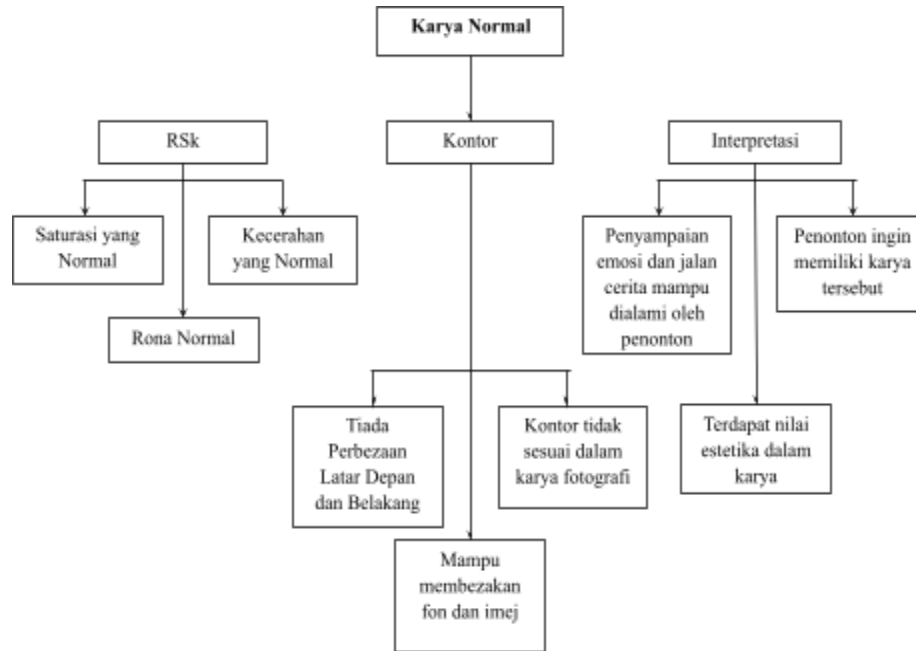 Karya Normal
RSk
Kontor
Interpretasi
Saturasi yang
Normal
Kecerahan
yang Normal
Rona Normal
Penyampaian
emosi dan jalan
cerita mampu
dialami oleh
penonton
Penonton ingin
memiliki karya
tersebut
Tiada
Perbezaan
Latar Depan
dan Belakang
Kontor tidak
sesuai dalam
karya fotografi
Terdapat nilai
estetika dalam
karya
Mampu
membezakan
fon dan imej